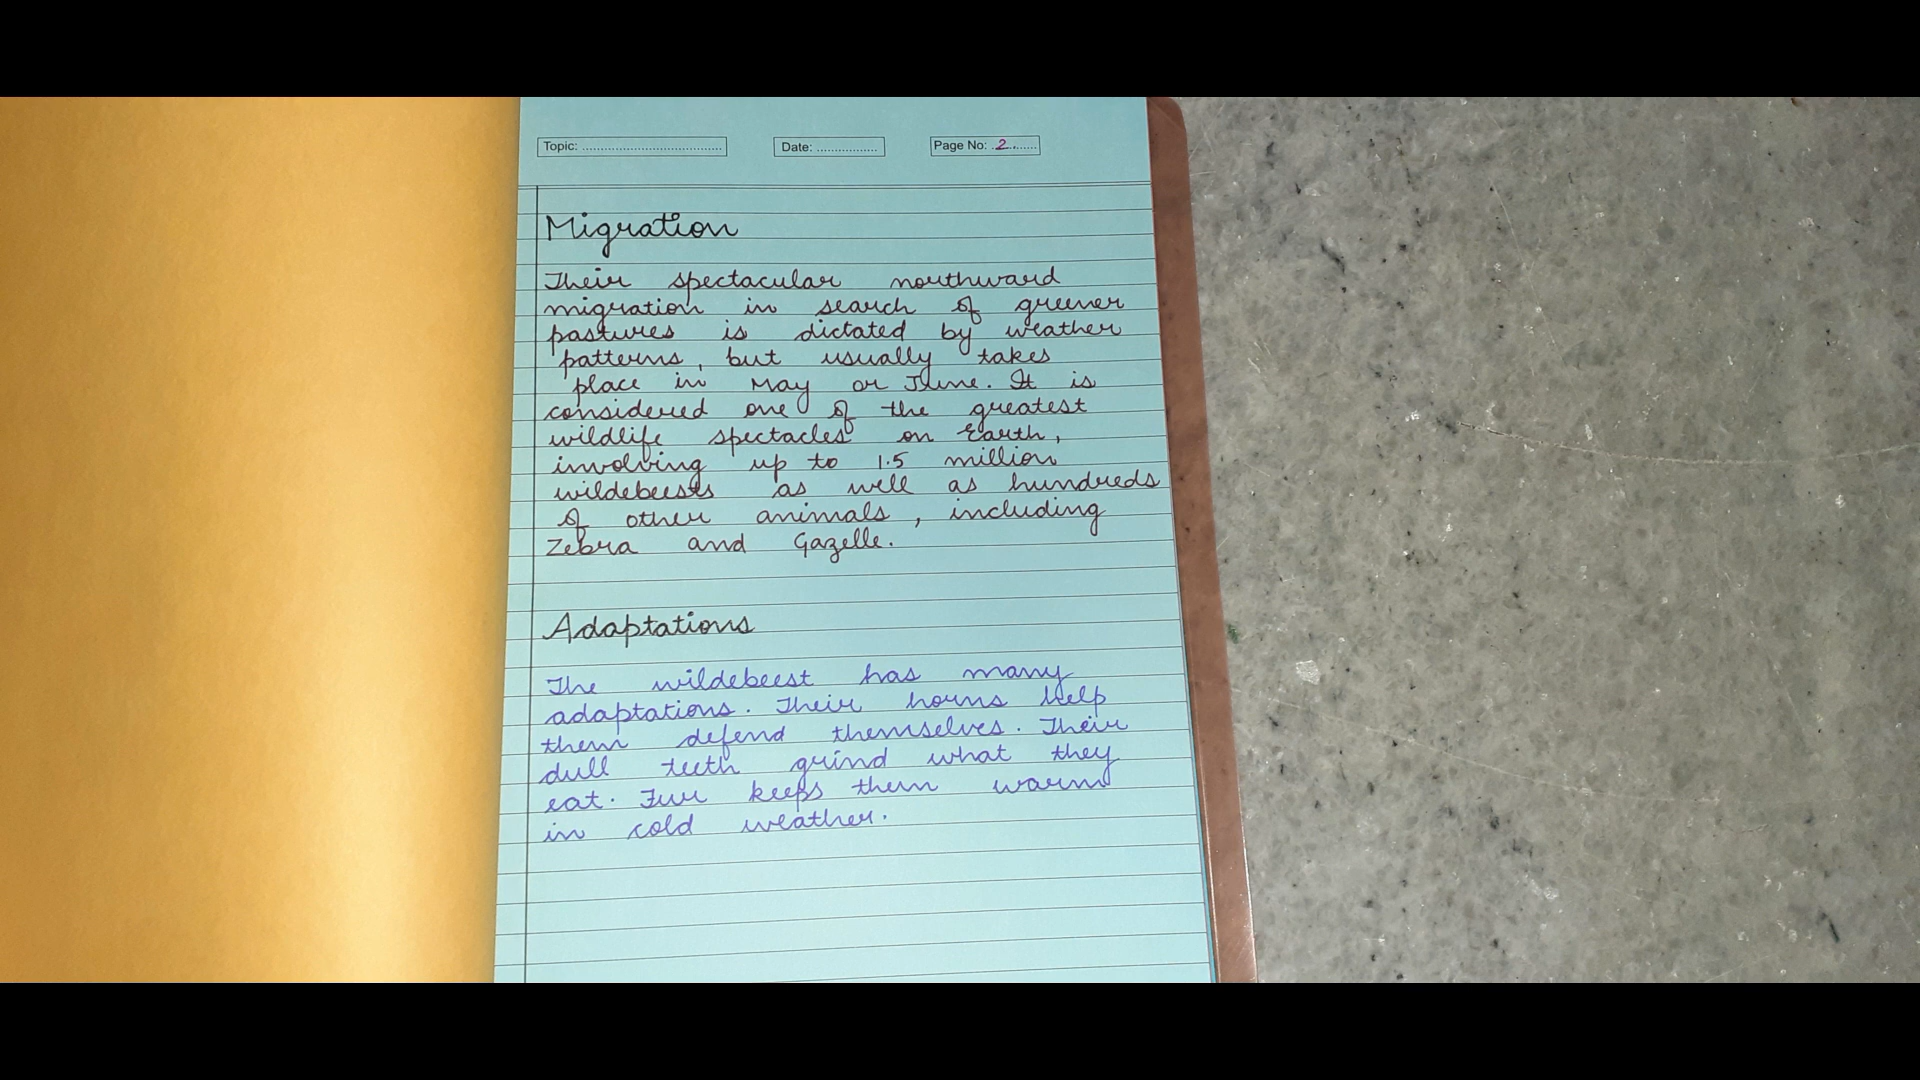 Topic: ...................................... Date: ................. Page No: ..2.........
Migration
Their spectacular northward
migration in search of greener
pastures is dictated by weather
patterns, but usually takes
place in May or June. It is
considered one of the greatest
wildlife spectacles on Earth,
involving up to 1.5 million
wildebeests as well as hundreds
of other animals, including
Zebra and Gazelle.
Adaptations
The wildebeest has many
adaptations. Their horns help
them defend themselves. Their
dull teeth grind what they
eat. Fur keeps them warm
in cold weather.